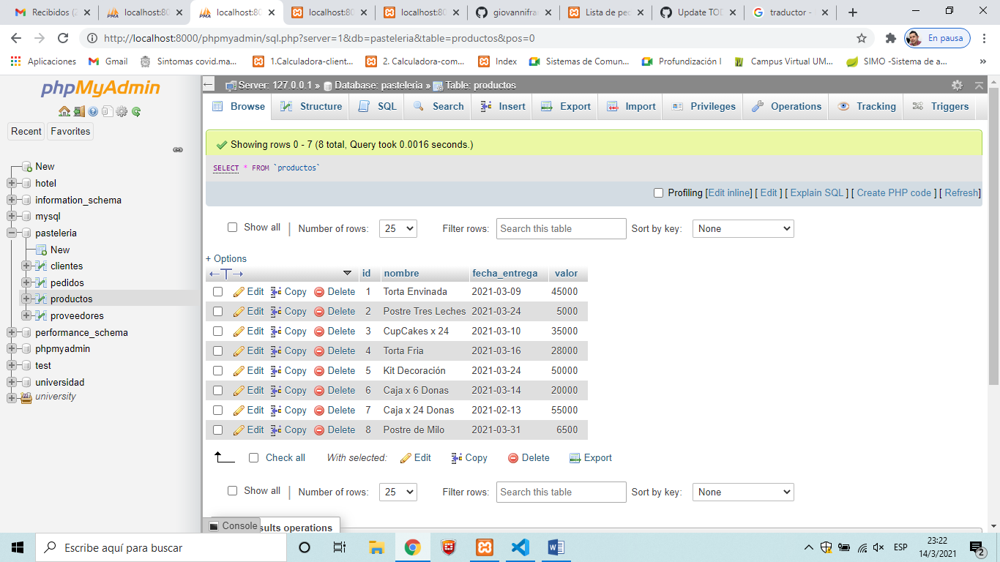 Recibidos (2
localhost:80
localhost:80
localhost:80
localhost:80
giovannifra
Lista de pec
Update TOD
traductor -
http://localhost:8000/phpmyadmin/sql.php?server=1&db=pasteleria&table=productos&pos=0
En pausa
Aplicaciones
Gmail
Sintomas covid.ma...
1.Calculadora-client...
2. Calculadora-com...
Index
Sistemas de Comun...
Profundización I
Campus Virtual UM...
SIMO -Sistema de a...
»
phpMyAdmin
Recent
Favorites
New
hotel
information_schema
mysql
pasteleria
New
clientes
pedidos
productos
proveedores
performance_schema
phpmyadmin
test
universidad
university
Server: 127.0.0.1 » Database: pasteleria » Table: productos
Browse Structure SQL Search Insert Export Import Privileges Operations Tracking Triggers
Showing rows 0 - 7 (8 total, Query took 0.0016 seconds.)
SELECT * FROM `productos`
Profiling [Edit inline] [ Edit ] [ Explain SQL ] [ Create PHP code ] [ Refresh]
Show all | Number of rows: 25 Filter rows: Search this table Sort by key: None
+ Options
←T→ id nombre fecha_entrega valor
Edit Copy Delete 1 Torta Envinada 2021-03-09 45000
Edit Copy Delete 2 Postre Tres Leches 2021-03-24 5000
Edit Copy Delete 3 CupCakes x 24 2021-03-10 35000
Edit Copy Delete 4 Torta Fria 2021-03-16 28000
Edit Copy Delete 5 Kit Decoración 2021-03-24 50000
Edit Copy Delete 6 Caja x 6 Donas 2021-03-14 20000
Edit Copy Delete 7 Caja x 24 Donas 2021-02-13 55000
Edit Copy Delete 8 Postre de Milo 2021-03-31 6500
Check all With selected: Edit Copy Delete Export
Show all | Number of rows: 25 Filter rows: Search this table Sort by key: None
Console
sults operations
Escribe aquí para buscar
ESP
23:22
14/3/2021
2